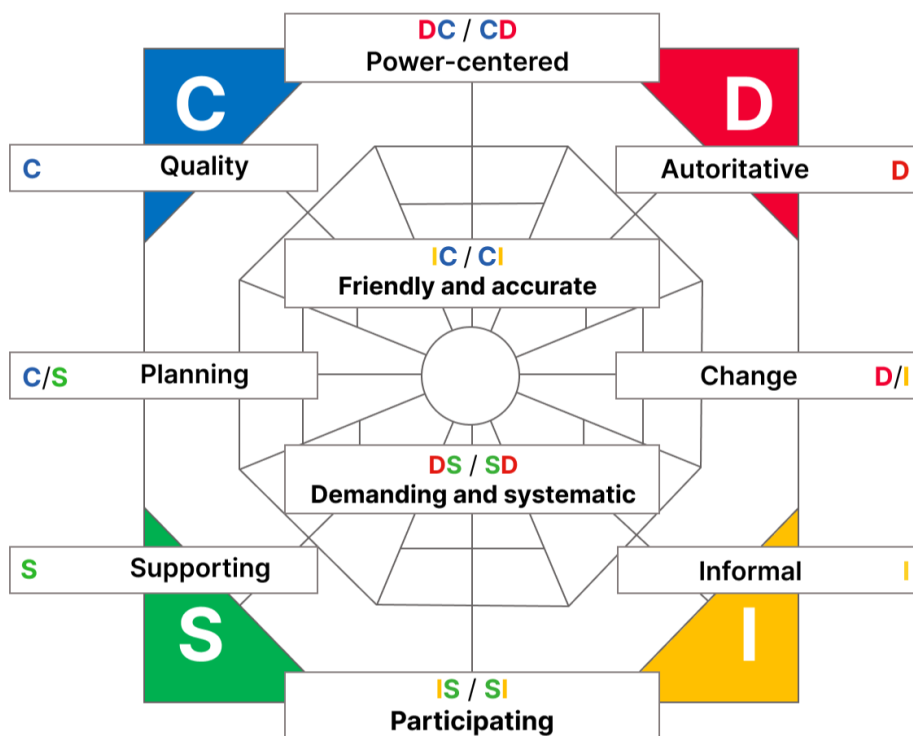 DC / CD
Power-centered
C
D
C Quality
Autoritative D
IC / CI
Friendly and accurate
C/S Planning
Change D/I
DS / SD
Demanding and systematic
S Supporting
Informal I
S
I
IS / SI
Participating